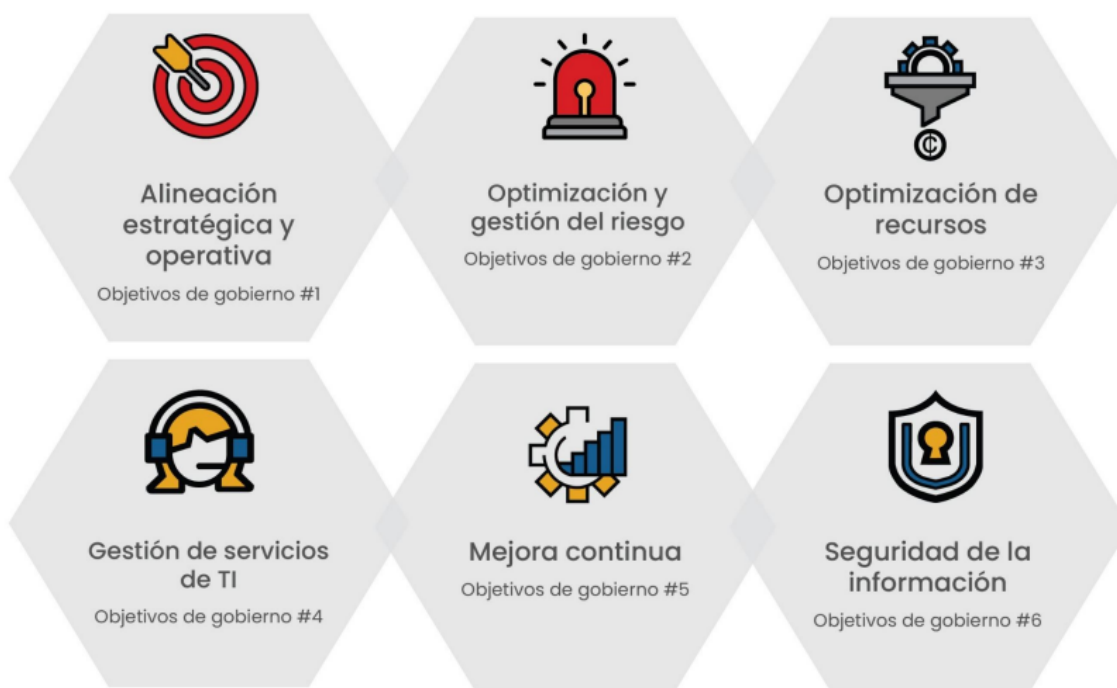 Alineación
estratégica y
operativa
Objetivos de gobierno #1
Optimización y
gestión del riesgo
Objetivos de gobierno #2
Optimización de
recursos
Objetivos de gobierno #3
Gestión de servicios
de TI
Objetivos de gobierno #4
Mejora continua
Objetivos de gobierno #5
Seguridad de la
información
Objetivos de gobierno #6